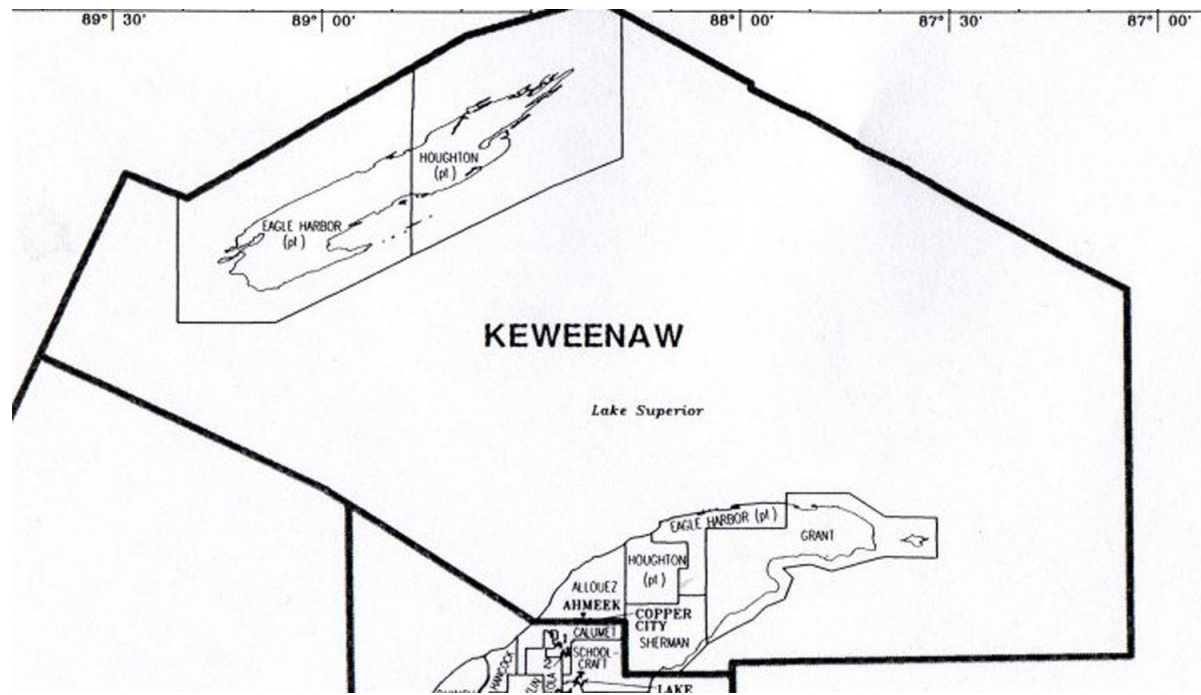 89° 30'
89° 00'
88° 00'
87° 30'
87° 00'
HOUGHTON
(pt.)
EAGLE HARBOR
(pt)
KEWEENAW
Lake Superior
EAGLE HARBOR (pt)
GRANT
HOUGHTON
(pt.)
ALLOUEZ
AHMEEK
COPPER
CITY
CALUMET
SHERMAN
SCHOOL-
CRAFT
HANCOCK
LAKE